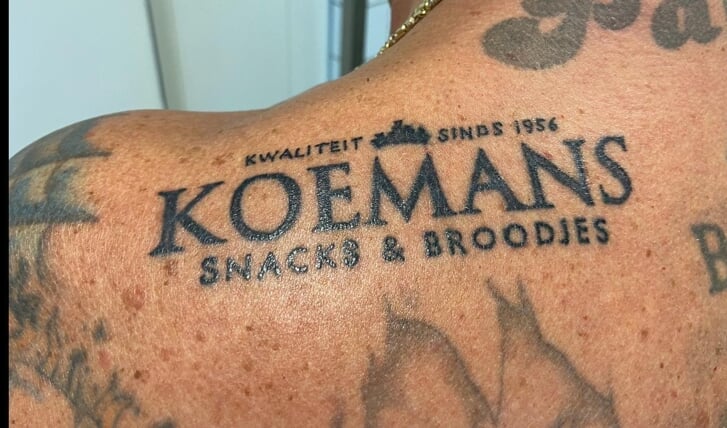 KWALITEIT SINDS 1956
KOEMANS
SNACKS & BROODJES